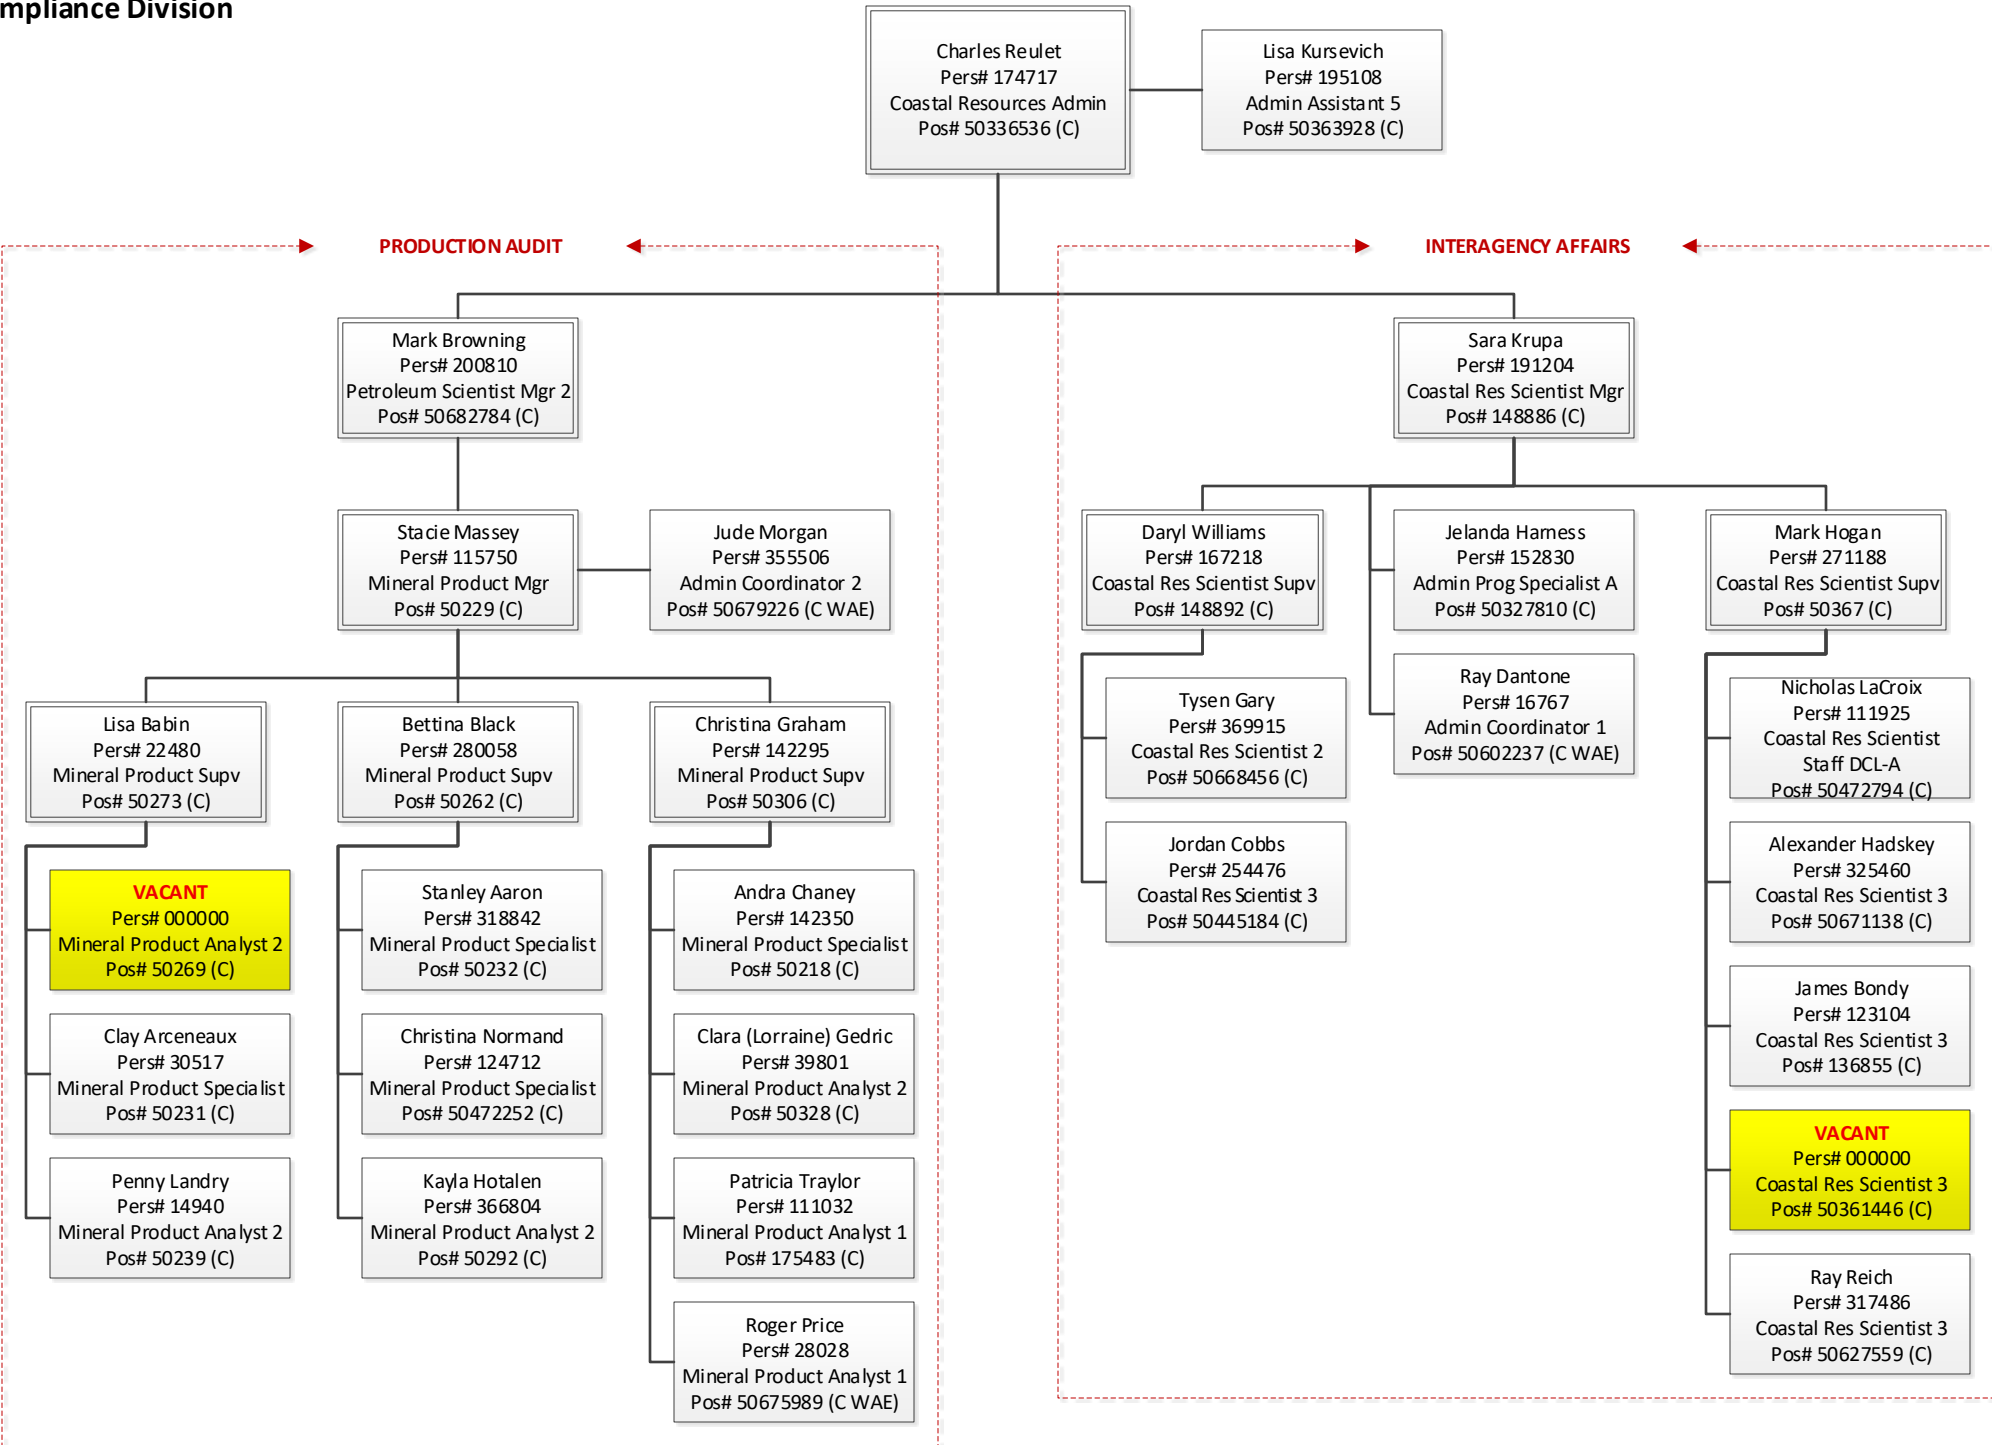 mpliance Division
Charles Reulet
Pers# 174717
Coastal Resources Admin
Pos# 50336536 (C)
Lisa Kursevich
Pers# 195108
Admin Assistant 5
Pos# 50363928 (C)
PRODUCTION AUDIT
INTERAGENCY AFFAIRS
Mark Browning
Pers# 200810
Petroleum Scientist Mgr 2
Pos# 50682784 (C)
Sara Krupa
Pers# 191204
Coastal Res Scientist Mgr
Pos# 148886 (C)
Stacie Massey
Pers# 115750
Mineral Product Mgr
Pos# 50229 (C)
Jude Morgan
Pers# 355506
Admin Coordinator 2
Pos# 50679226 (C WAE)
Daryl Williams
Pers# 167218
Coastal Res Scientist Supv
Pos# 148892 (C)
Jelanda Harness
Pers# 152830
Admin Prog Specialist A
Pos# 50327810 (C)
Mark Hogan
Pers# 271188
Coastal Res Scientist Supv
Pos# 50367 (C)
Lisa Babin
Pers# 22480
Mineral Product Supv
Pos# 50273 (C)
Bettina Black
Pers# 280058
Mineral Product Supv
Pos# 50262 (C)
Christina Graham
Pers# 142295
Mineral Product Supv
Pos# 50306 (C)
Tysen Gary
Pers# 369915
Coastal Res Scientist 2
Pos# 50668456 (C)
Ray Dantone
Pers# 16767
Admin Coordinator 1
Pos# 50602237 (C WAE)
Nicholas LaCroix
Pers# 111925
Coastal Res Scientist
Staff DCL-A
Pos# 50472794 (C)
Jordan Cobbs
Pers# 254476
Coastal Res Scientist 3
Pos# 50445184 (C)
Alexander Hadskey
Pers# 325460
Coastal Res Scientist 3
Pos# 50671138 (C)
VACANT
Pers# 000000
Mineral Product Analyst 2
Pos# 50269 (C)
Stanley Aaron
Pers# 318842
Mineral Product Specialist
Pos# 50232 (C)
Andra Chaney
Pers# 142350
Mineral Product Specialist
Pos# 50218 (C)
James Bondy
Pers# 123104
Coastal Res Scientist 3
Pos# 136855 (C)
Clay Arceneaux
Pers# 30517
Mineral Product Specialist
Pos# 50231 (C)
Christina Normand
Pers# 124712
Mineral Product Specialist
Pos# 50472252 (C)
Clara (Lorraine) Gedric
Pers# 39801
Mineral Product Analyst 2
Pos# 50328 (C)
VACANT
Pers# 000000
Coastal Res Scientist 3
Pos# 50361446 (C)
Penny Landry
Pers# 14940
Mineral Product Analyst 2
Pos# 50239 (C)
Kayla Hotalen
Pers# 366804
Mineral Product Analyst 2
Pos# 50292 (C)
Patricia Traylor
Pers# 111032
Mineral Product Analyst 1
Pos# 175483 (C)
Ray Reich
Pers# 317486
Coastal Res Scientist 3
Pos# 50627559 (C)
Roger Price
Pers# 28028
Mineral Product Analyst 1
Pos# 50675989 (C WAE)